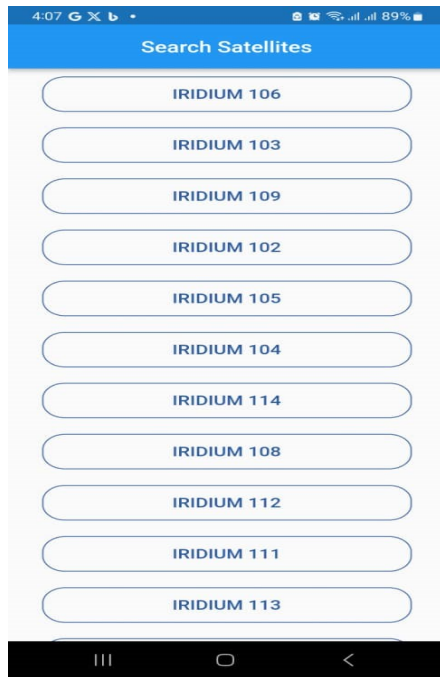 4:07 G X b 89%
Search Satellites
IRIDIUM 106
IRIDIUM 103
IRIDIUM 109
IRIDIUM 102
IRIDIUM 105
IRIDIUM 104
IRIDIUM 114
IRIDIUM 108
IRIDIUM 112
IRIDIUM 111
IRIDIUM 113